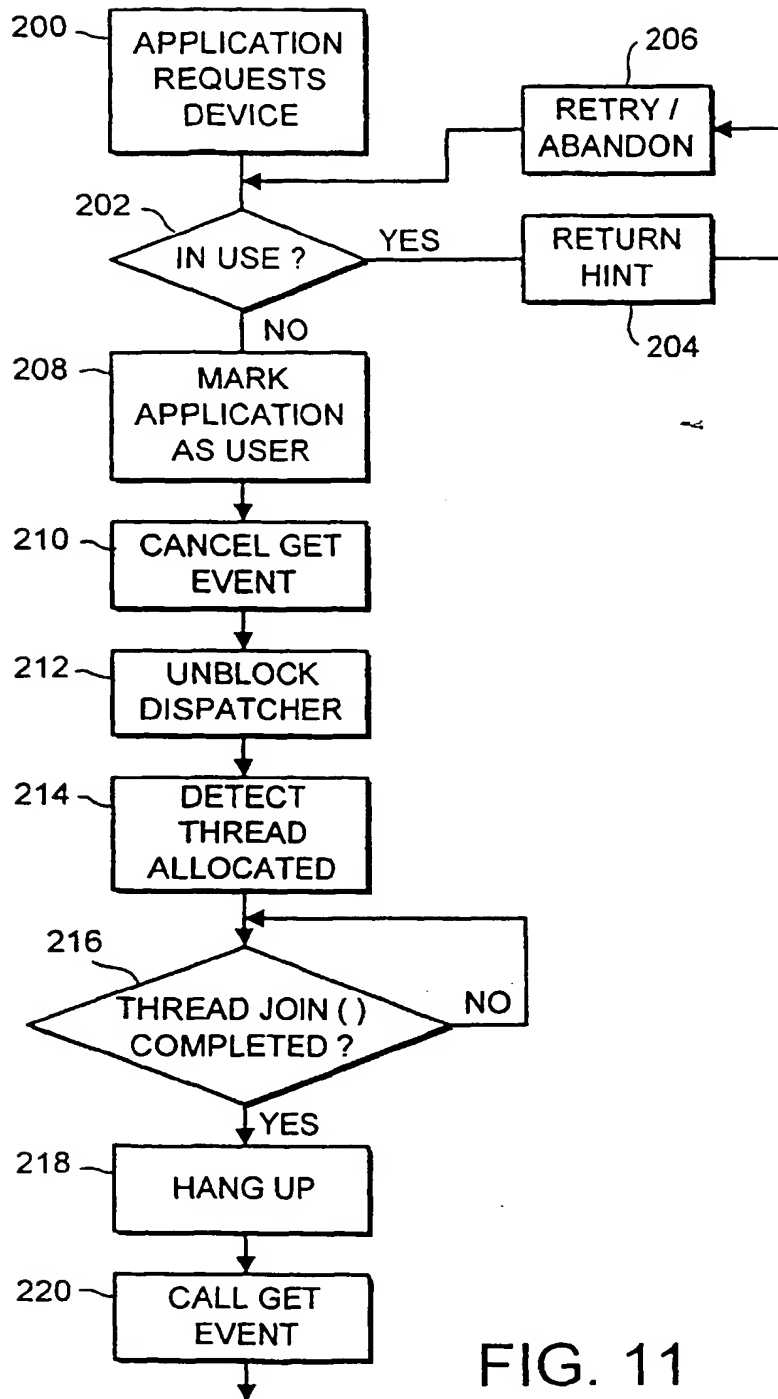 200
APPLICATION
REQUESTS
DEVICE
206
RETRY /
ABANDON
202
IN USE ?
YES
RETURN
HINT
204
NO
208
MARK
APPLICATION
AS USER
210
CANCEL GET
EVENT
212
UNBLOCK
DISPATCHER
214
DETECT
THREAD
ALLOCATED
216
THREAD JOIN ( )
COMPLETED ?
NO
YES
218
HANG UP
220
CALL GET
EVENT
FIG. 11